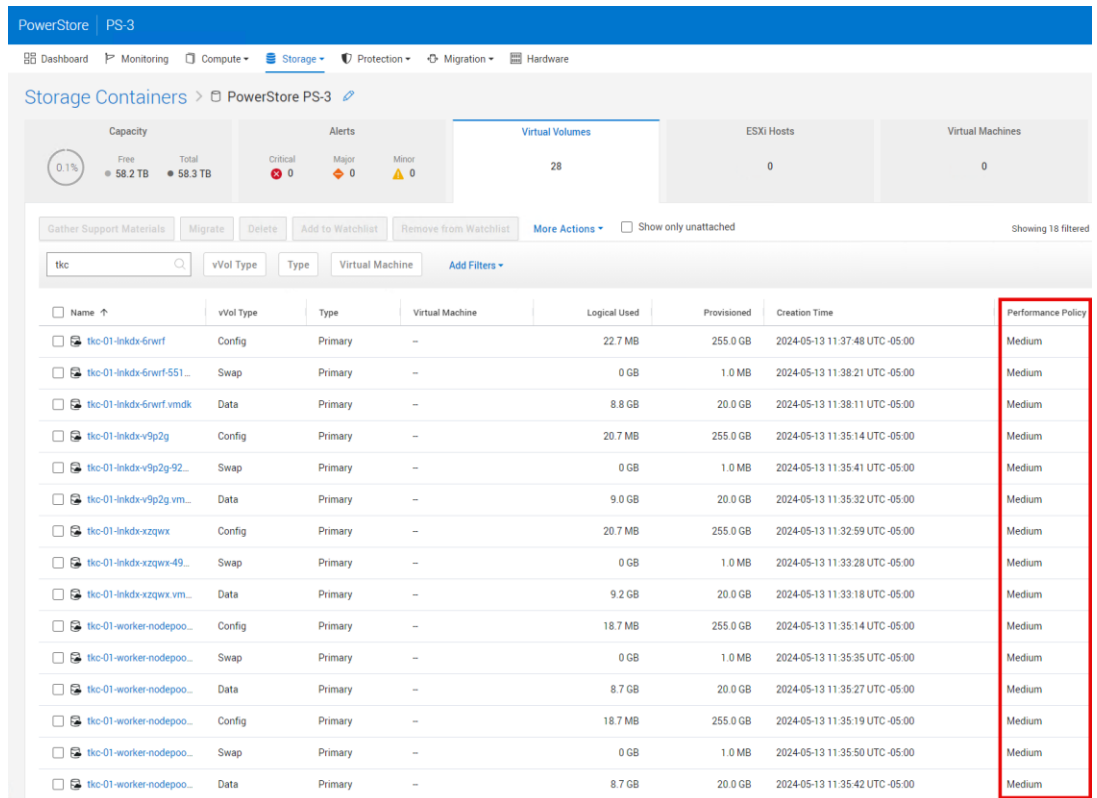 PowerStore PS-3
Dashboard Monitoring Compute Storage Protection Migration Hardware
Storage Containers > PowerStore PS-3
Capacity Alerts Virtual Volumes ESXi Hosts Virtual Machines
0.1% Free 58.2 TB Total 58.3 TB Critical 0 Major 0 Minor 0 28 0 0
Gather Support Materials Migrate Delete Add to Watchlist Remove from Watchlist More Actions Show only unattached Showing 18 filtered
tkc vVol Type Type Virtual Machine Add Filters
Name vVol Type Type Virtual Machine Logical Used Provisioned Creation Time Performance Policy
tkc-01-lnkdx-6rwrf Config Primary -- 22.7 MB 255.0 GB 2024-05-13 11:37:48 UTC -05:00 Medium
tkc-01-lnkdx-6rwrf-551... Swap Primary -- 0 GB 1.0 MB 2024-05-13 11:38:21 UTC -05:00 Medium
tkc-01-lnkdx-6rwrf.vmdk Data Primary -- 8.8 GB 20.0 GB 2024-05-13 11:38:11 UTC -05:00 Medium
tkc-01-lnkdx-v9p2g Config Primary -- 20.7 MB 255.0 GB 2024-05-13 11:35:14 UTC -05:00 Medium
tkc-01-lnkdx-v9p2g-92... Swap Primary -- 0 GB 1.0 MB 2024-05-13 11:35:41 UTC -05:00 Medium
tkc-01-lnkdx-v9p2g.vm... Data Primary -- 9.0 GB 20.0 GB 2024-05-13 11:35:32 UTC -05:00 Medium
tkc-01-lnkdx-xzqwx Config Primary -- 20.7 MB 255.0 GB 2024-05-13 11:32:59 UTC -05:00 Medium
tkc-01-lnkdx-xzqwx-49... Swap Primary -- 0 GB 1.0 MB 2024-05-13 11:33:28 UTC -05:00 Medium
tkc-01-lnkdx-xzqwx.vm... Data Primary -- 9.2 GB 20.0 GB 2024-05-13 11:33:18 UTC -05:00 Medium
tkc-01-worker-nodepoo... Config Primary -- 18.7 MB 255.0 GB 2024-05-13 11:35:14 UTC -05:00 Medium
tkc-01-worker-nodepoo... Swap Primary -- 0 GB 1.0 MB 2024-05-13 11:35:35 UTC -05:00 Medium
tkc-01-worker-nodepoo... Data Primary -- 8.7 GB 20.0 GB 2024-05-13 11:35:27 UTC -05:00 Medium
tkc-01-worker-nodepoo... Config Primary -- 18.7 MB 255.0 GB 2024-05-13 11:35:19 UTC -05:00 Medium
tkc-01-worker-nodepoo... Swap Primary -- 0 GB 1.0 MB 2024-05-13 11:35:50 UTC -05:00 Medium
tkc-01-worker-nodepoo... Data Primary -- 8.7 GB 20.0 GB 2024-05-13 11:35:42 UTC -05:00 Medium